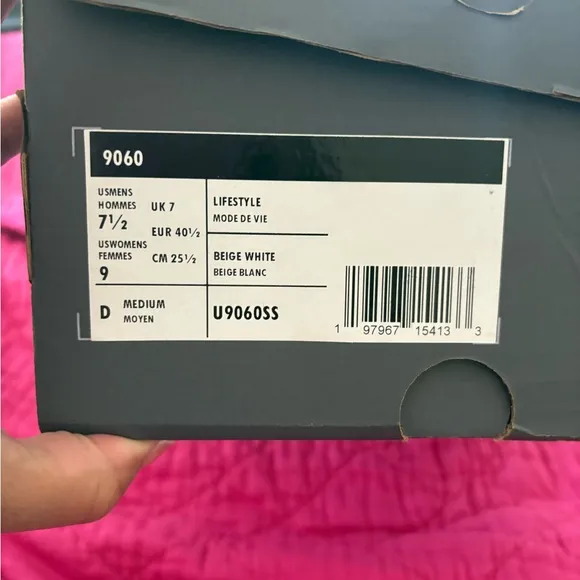 9060
USMENS
HOMMES
7½
UK 7
EUR 40½
USWOMENS
FEMMES
9
CM 25½
LIFESTYLE
MODE DE VIE
BEIGE WHITE
BEIGE BLANC
D
MEDIUM
MOYEN
U9060SS
1 97967 15413 3